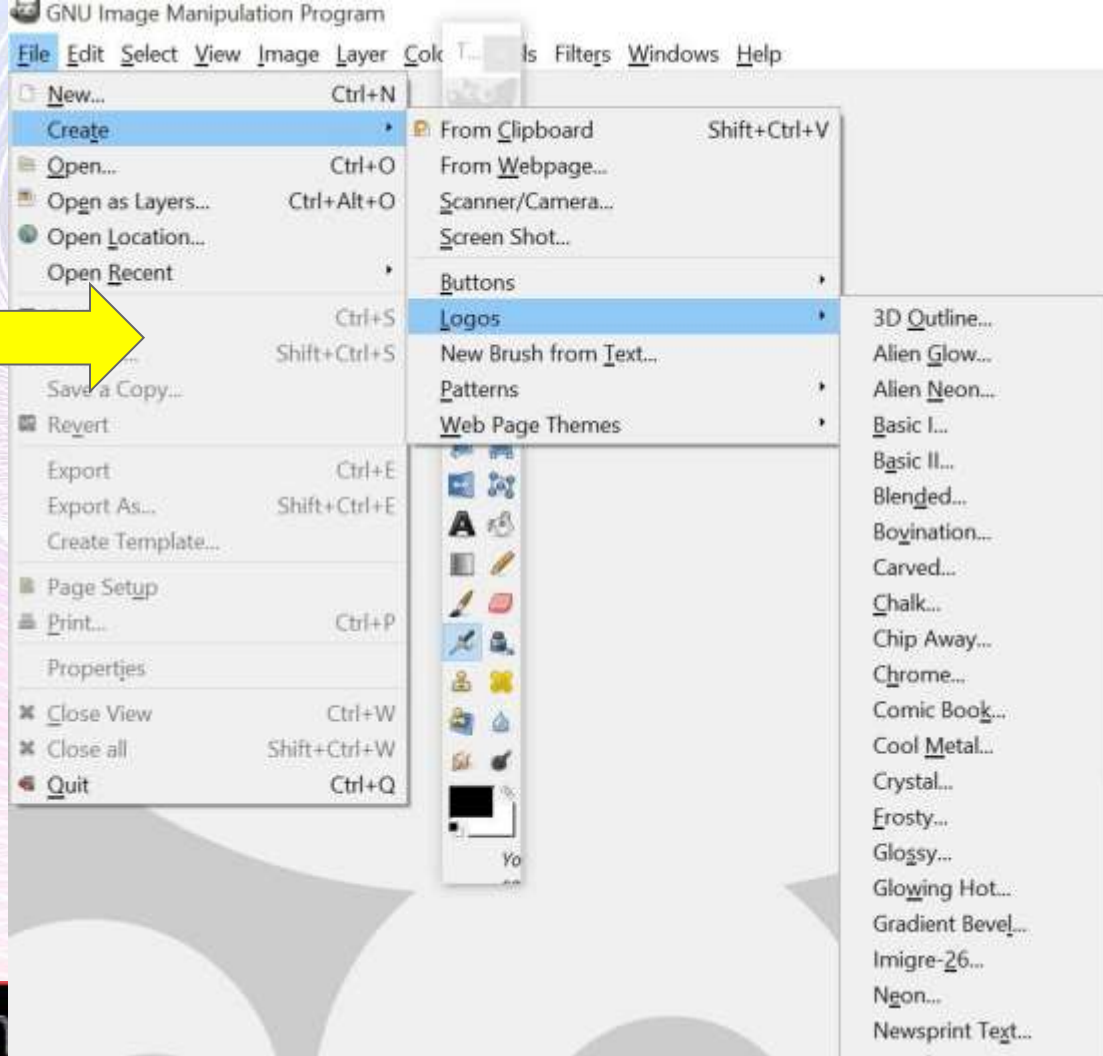 GNU Image Manipulation Program
File Edit Select View Image Layer Filters Windows Help
New... Ctrl+N
Create
Open... Ctrl+O
Open as Layers... Ctrl+Alt+O
Open Location...
Open Recent
Ctrl+S
Shift+Ctrl+S
Save a Copy...
Revert
Export Ctrl+E
Export As... Shift+Ctrl+E
Create Template...
Page Setup
Print... Ctrl+P
Properties
Close View Ctrl+W
Close all Shift+Ctrl+W
Quit Ctrl+Q
From Clipboard Shift+Ctrl+V
From Webpage...
Scanner/Camera...
Screen Shot...
Buttons
Logos
New Brush from Text...
Patterns
Web Page Themes
3D Outline...
Alien Glow...
Alien Neon...
Basic I...
Basic II...
Blended...
Bovination...
Carved...
Chalk...
Chip Away...
Chrome...
Comic Book...
Cool Metal...
Crystal...
Frosty...
Glossy...
Glowing Hot...
Gradient Bevel...
Imigre-26...
Neon...
Newsprint Text...
Yo